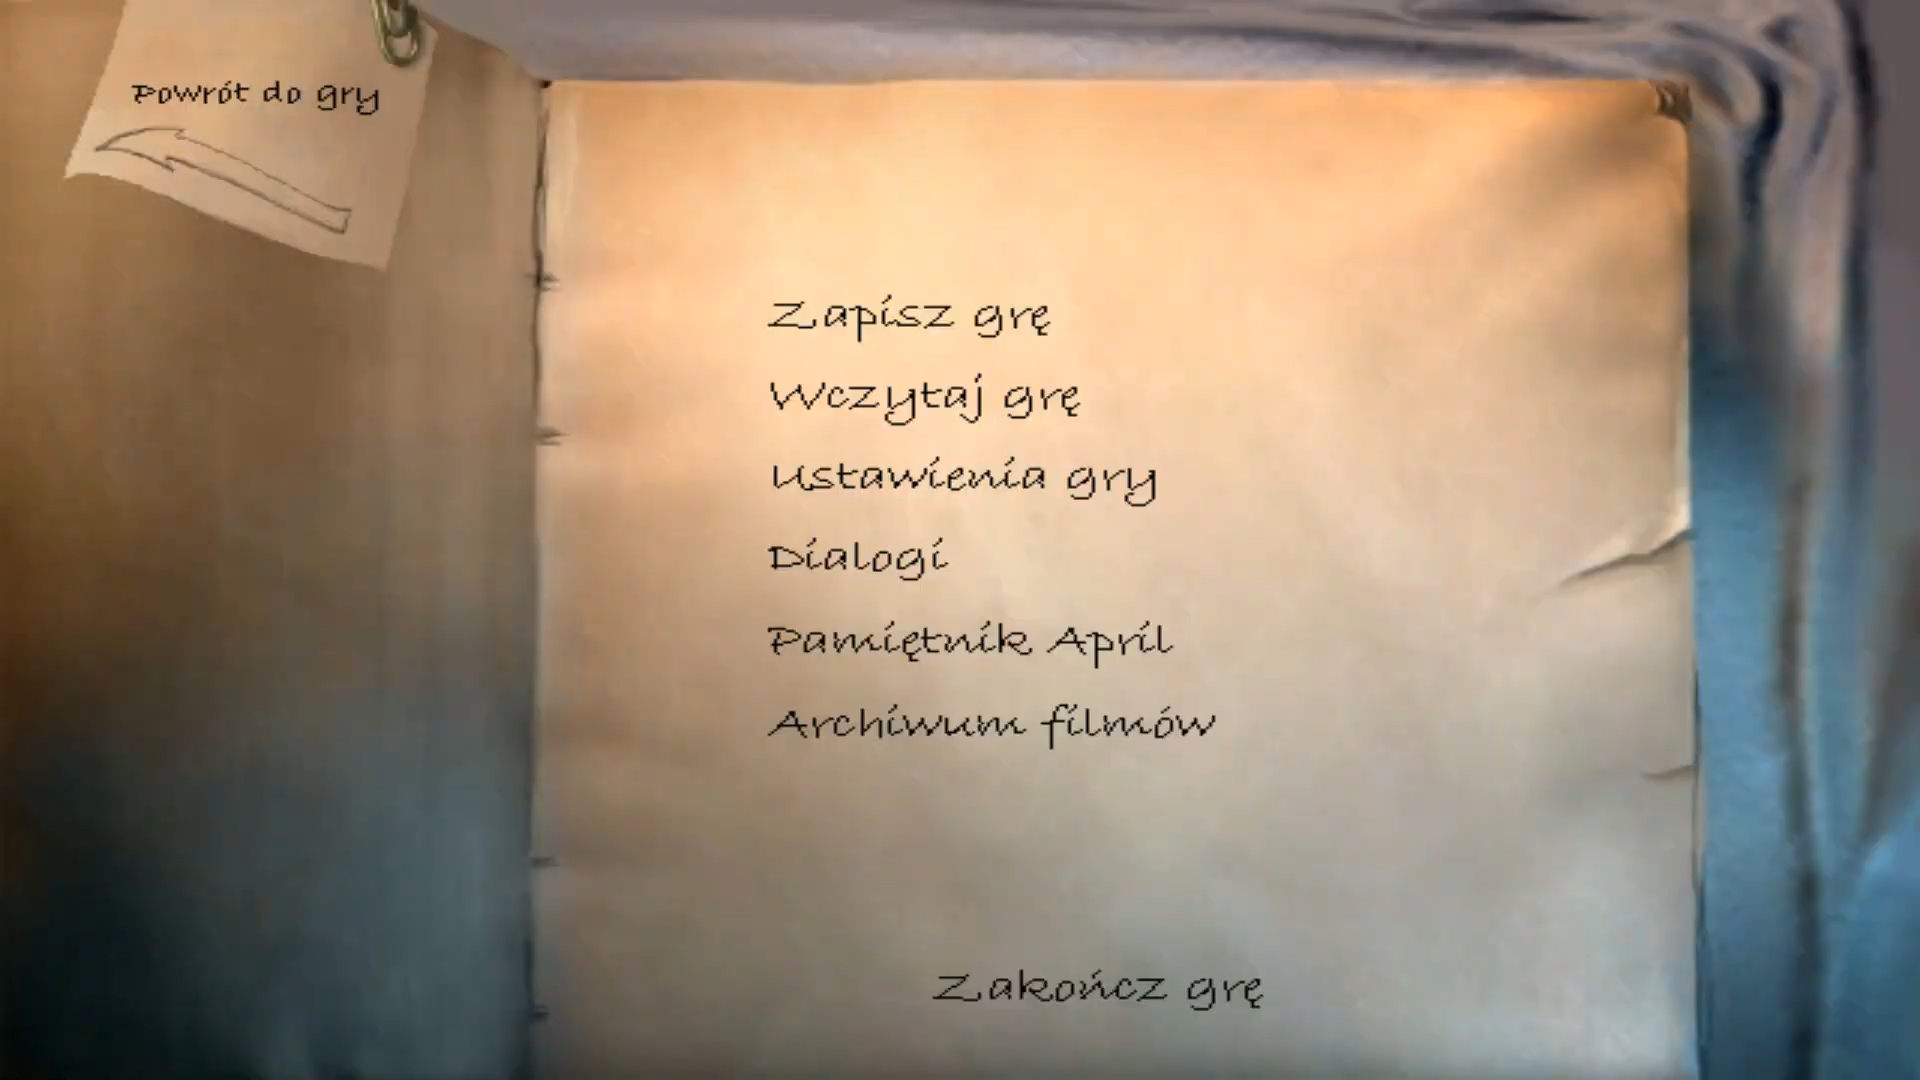 Powrót do gry
Zapisz grę
Wczytaj grę
Ustawienia gry
Dialogi
Pamiętnik April
Archiwum filmów
Zakończ grę